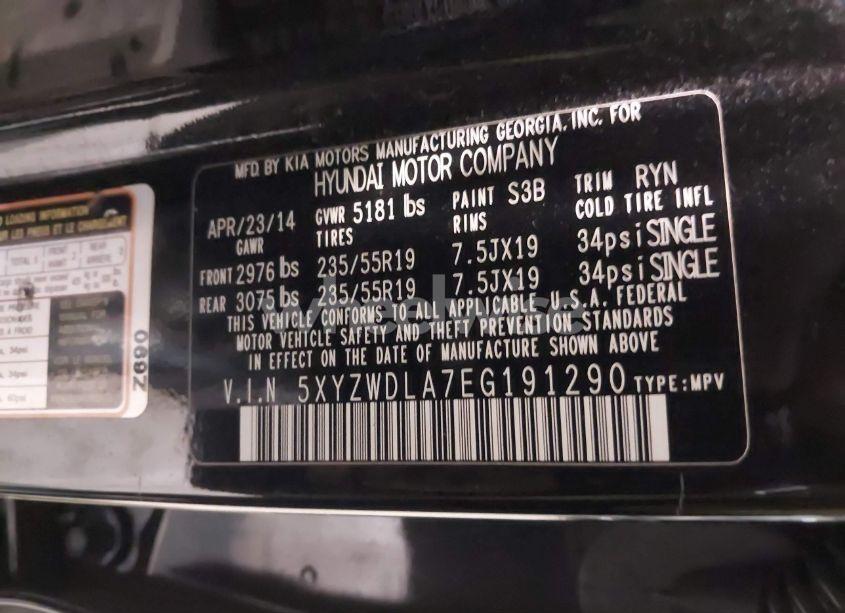 MFD. BY KIA MOTORS MANUFACTURING GEORGIA, INC. FOR
HYUNDAI MOTOR COMPANY
APR/23/14 GVWR 5181 lbs PAINT S3B TRIM RYN
GAWR TIRES RIMS COLD TIRE INFL
FRONT 2976 lbs 235/55R19 7.5JX19 34psi SINGLE
REAR 3075 lbs 235/55R19 7.5JX19 34psi SINGLE
THIS VEHICLE CONFORMS TO ALL APPLICABLE U.S.A. FEDERAL
MOTOR VEHICLE SAFETY AND THEFT PREVENTION STANDARDS
IN EFFECT ON THE DATE OF MANUFACTURE SHOWN ABOVE
V.I.N 5XYZWDLA7EG191290 TYPE:MPV
LOADING INFORMATION
Z690